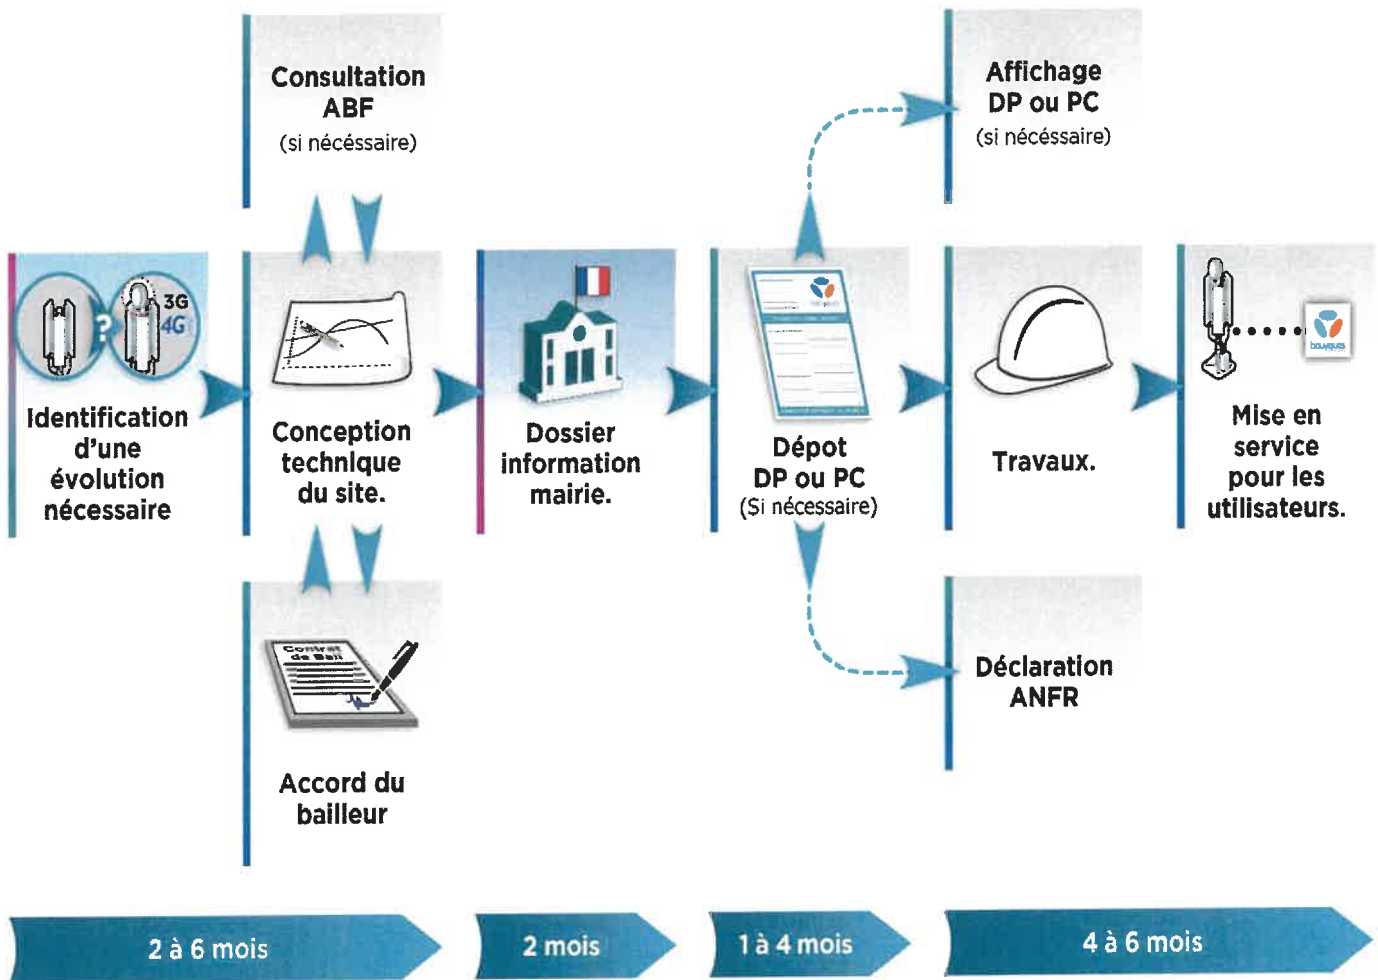 Consultation
ABF
(si nécéssaire)
Affichage
DP ou PC
(si nécéssaire)
?
3G
4G
Identification
d'une
évolution
nécessaire
Conception
technique
du site.
Dossier
information
mairie.
Dépot
DP ou PC
(Si nécessaire)
Travaux.
bouygues
Mise en
service
pour les
utilisateurs.
Contrat
de Bail
Accord du
bailleur
Déclaration
ANFR
2 à 6 mois
2 mois
1 à 4 mois
4 à 6 mois